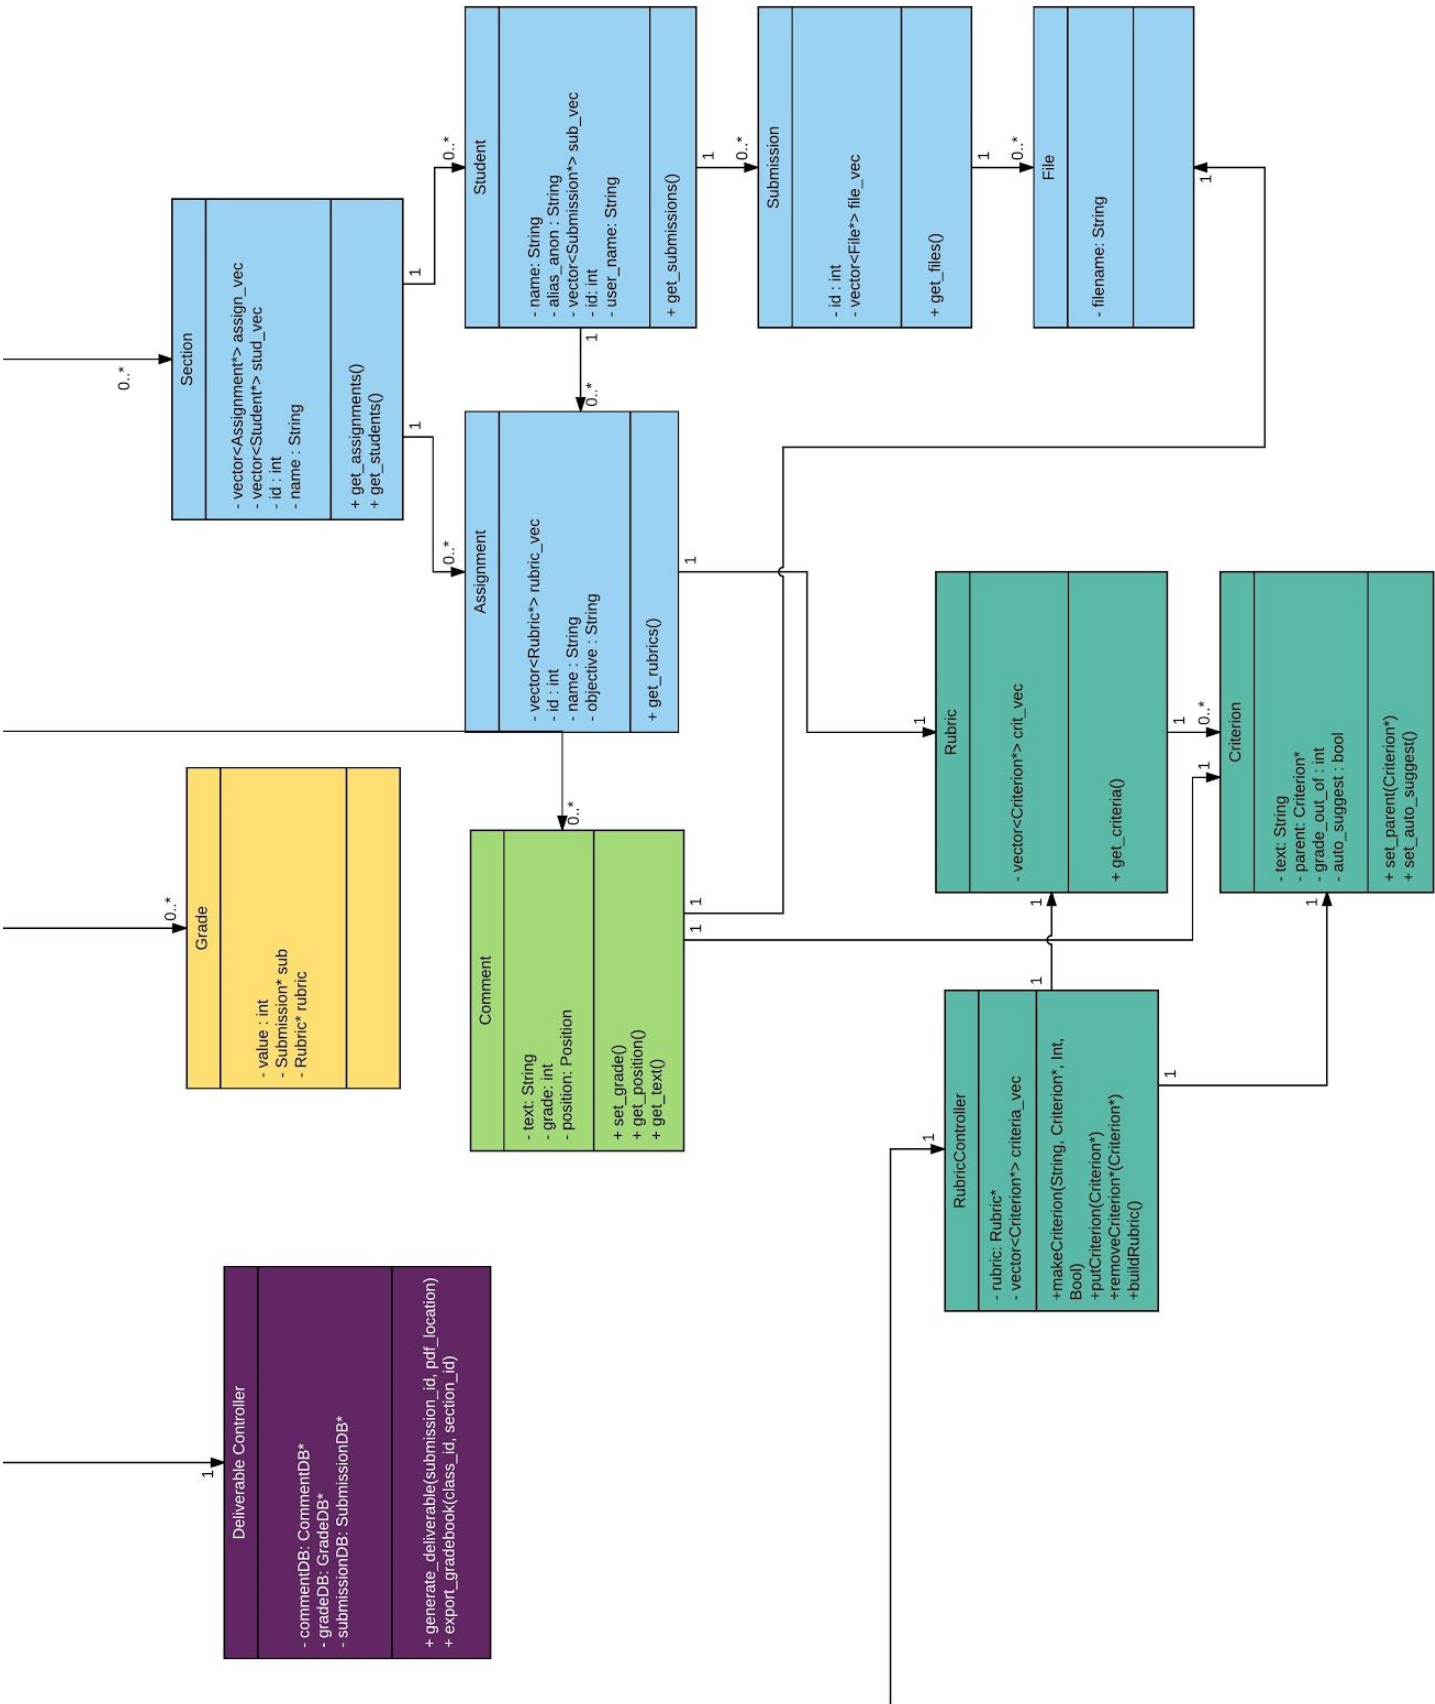 Deliverable Controller
- commentDB: CommentDB*
- gradeDB: GradeDB*
- submissionDB: SubmissionDB*
+ generate_deliverable(submission_id, pdf_location)
+ export_gradebook(class_id, section_id)
1
Grade
- value : int
- Submission* sub
- Rubric* rubric
0..*
Section
- vector<Assignment*> assign_vec
- vector<Student*> stud_vec
- id : int
- name : String
+ get_assignments()
+ get_students()
0..*
1
1
0..*
0..*
Comment
- text: String
- grade: int
- position: Position
+ set_grade()
+ get_position()
+ get_text()
0..*
1
1
Assignment
- vector<Rubric*> rubric_vec
- id : int
- name : String
- objective : String
+ get_rubrics()
0..*
1
1
Student
- name: String
- alias_anon : String
- vector<Submission*> sub_vec
- id: int
- user_name: String
+ get_submissions()
1
0..*
Submission
- id : int
- vector<File*> file_vec
+ get_files()
1
0..*
File
- filename: String
1
RubricController
- rubric: Rubric*
- vector<Criterion*> criteria_vec
+makeCriterion(String, Criterion*, Int,
Bool)
+putCriterion(Criterion*)
+removeCriterion*(Criterion*)
+buildRubric()
1
1
1
1
Rubric
- vector<Criterion*> crit_vec
+ get_criteria()
1
1
0..*
1
1
Criterion
- text: String
- parent: Criterion*
- grade_out_of : int
- auto_suggest : bool
+ set_parent(Criterion*)
+ set_auto_suggest()